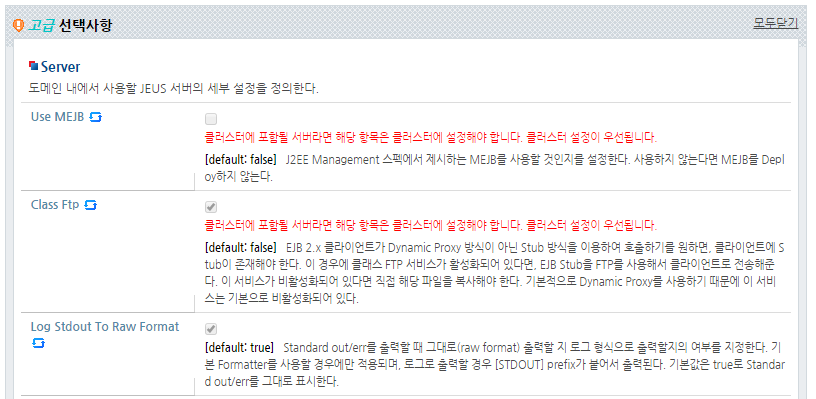 고급 선택사항
모두닫기
Server
도메인 내에서 사용할 JEUS 서버의 세부 설정을 정의한다.
Use MEJB
클러스터에 포함될 서버라면 해당 항목은 클러스터에 설정해야 합니다. 클러스터 설정이 우선됩니다.
[default: false] J2EE Management 스펙에서 제시하는 MEJB를 사용할 것인지를 설정한다. 사용하지 않는다면 MEJB를 Depl
oy하지 않는다.
Class Ftp
클러스터에 포함될 서버라면 해당 항목은 클러스터에 설정해야 합니다. 클러스터 설정이 우선됩니다.
[default: false] EJB 2.x 클라이언트가 Dynamic Proxy 방식이 아닌 Stub 방식을 이용하여 호출하기를 원하면, 클라이언트에 S
tub이 존재해야 한다. 이 경우에 클래스 FTP 서비스가 활성화되어 있다면, EJB Stub을 FTP를 사용해서 클라이언트로 전송해준
다. 이 서비스가 비활성화되어 있다면 직접 해당 파일을 복사해야 한다. 기본적으로 Dynamic Proxy를 사용하기 때문에 이 서비
스는 기본으로 비활성화되어 있다.
Log Stdout To Raw Format
[default: true] Standard out/err를 출력할 때 그대로(raw format) 출력할 지 로그 형식으로 출력할지의 여부를 지정한다. 기
본 Formatter를 사용할 경우에만 적용되며, 로그로 출력할 경우 [STDOUT] prefix가 붙어서 출력된다. 기본값은 true로 Standar
d out/err를 그대로 표시한다.